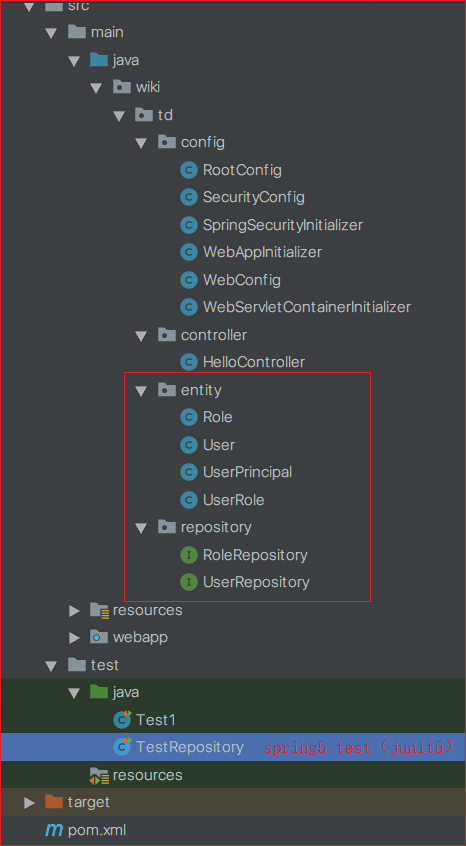 src
main
java
wiki
td
config
RootConfig
SecurityConfig
SpringSecurityInitializer
WebAppInitializer
WebConfig
WebServletContainerInitializer
controller
HelloController
entity
Role
User
UserPrincipal
UserRole
repository
RoleRepository
UserRepository
resources
webapp
test
java
Test1
TestRepository spring5 test（junit5）
resources
target
pom.xml